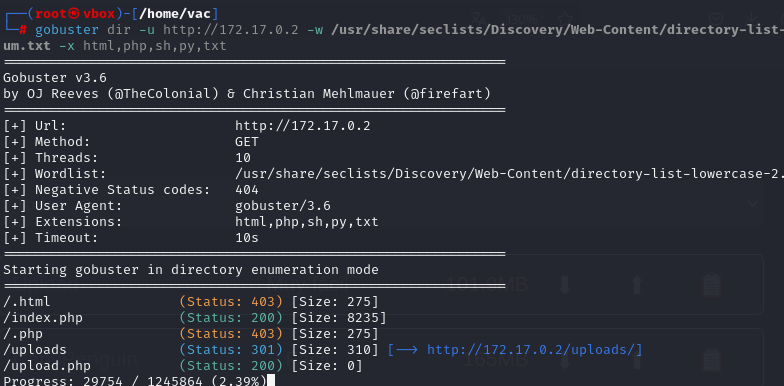 ┌──(root㉿vbox)-[/home/vac]
└─# gobuster dir -u http://172.17.0.2 -w /usr/share/seclists/Discovery/Web-Content/directory-list-
um.txt -x html,php,sh,py,txt
===============================================================
Gobuster v3.6
by OJ Reeves (@TheColonial) & Christian Mehlmauer (@firefart)
===============================================================
[+] Url:                     http://172.17.0.2
[+] Method:                  GET
[+] Threads:                 10
[+] Wordlist:                /usr/share/seclists/Discovery/Web-Content/directory-list-lowercase-2.
[+] Negative Status codes:   404
[+] User Agent:              gobuster/3.6
[+] Extensions:              html,php,sh,py,txt
[+] Timeout:                 10s
===============================================================
Starting gobuster in directory enumeration mode
===============================================================
/.html                (Status: 403) [Size: 275]
/index.php            (Status: 200) [Size: 8235]
/.php                 (Status: 403) [Size: 275]
/uploads              (Status: 301) [Size: 310] [--> http://172.17.0.2/uploads/]
/upload.php           (Status: 200) [Size: 0]
Progress: 29754 / 1245864 (2.39%)